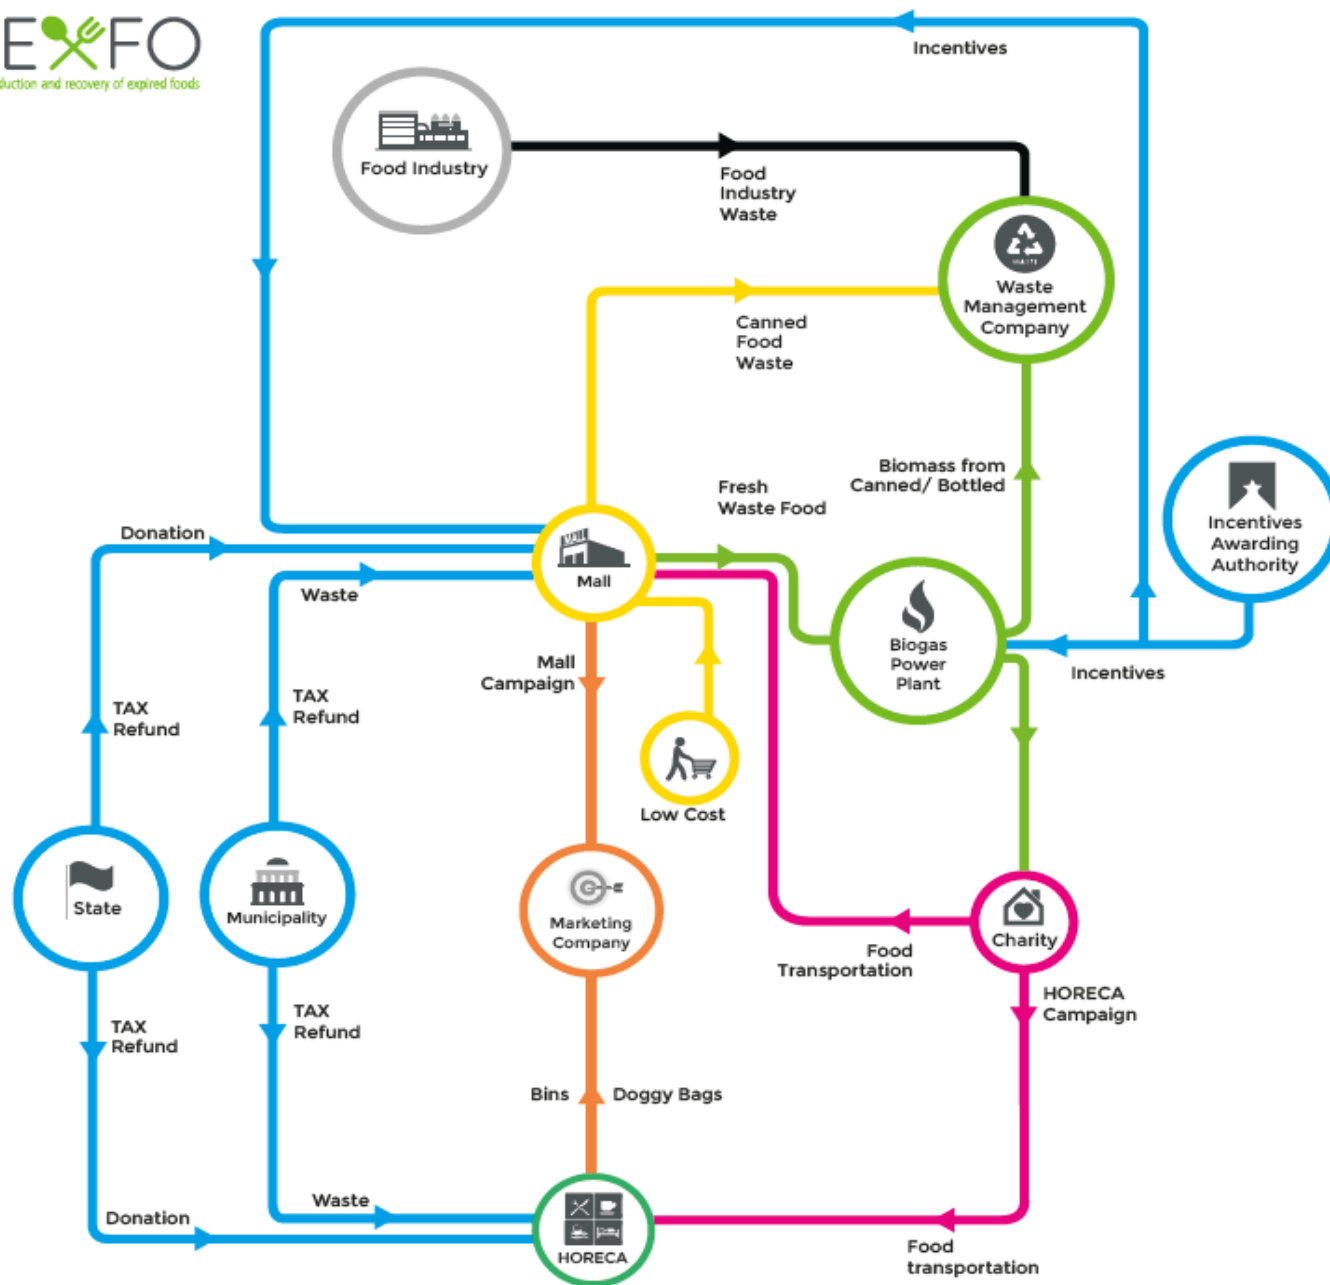 EXFO
duction and recovery of expired foods
Incentives
Food Industry
Food
Industry
Waste
WASTE
Waste
Management
Company
Canned
Food
Waste
Biomass from
Canned/ Bottled
Fresh
Waste Food
Incentives
Awarding
Authority
Donation
MALL
Mall
Waste
Biogas
Power
Plant
Incentives
Mall
Campaign
TAX
Refund
TAX
Refund
Low Cost
State
Municipality
Marketing
Company
Charity
Food
Transportation
HORECA
Campaign
TAX
Refund
TAX
Refund
Bins
Doggy Bags
Waste
Donation
HORECA
Food
transportation